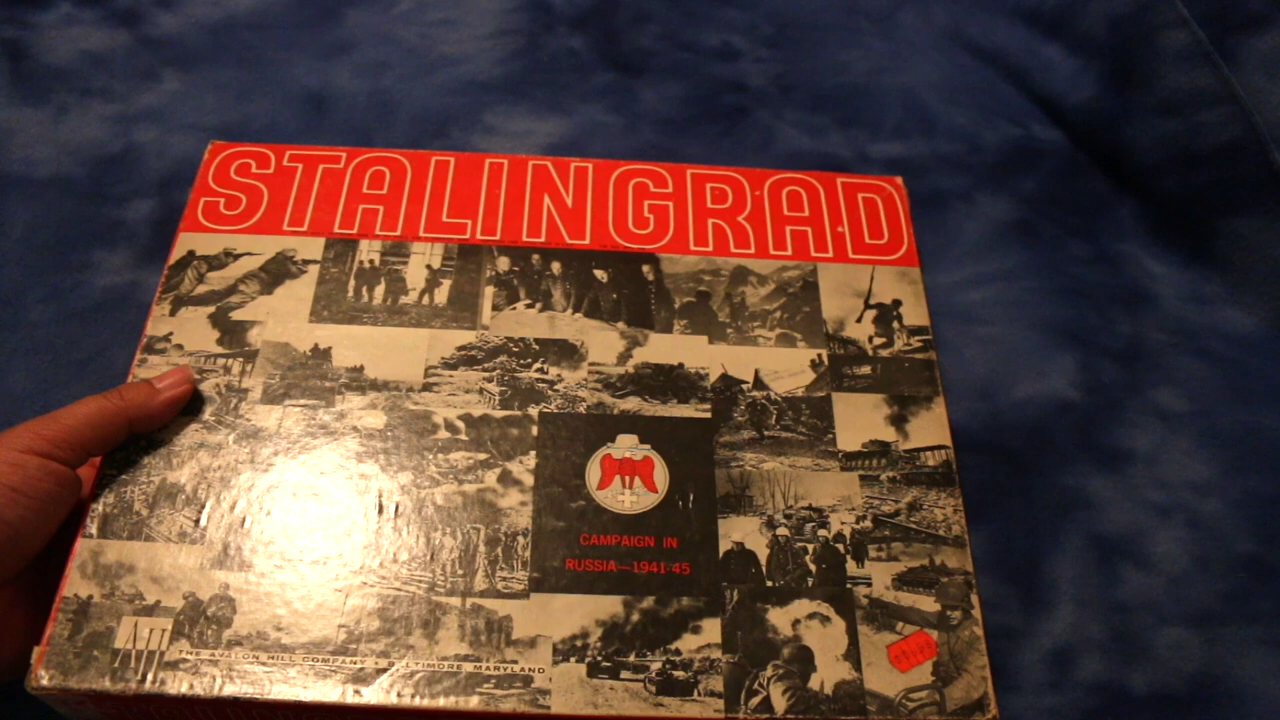 STALINGRAD
CAMPAIGN IN
RUSSIA—1941-45
AH
THE AVALON HILL COMPANY • BALTIMORE, MARYLAND